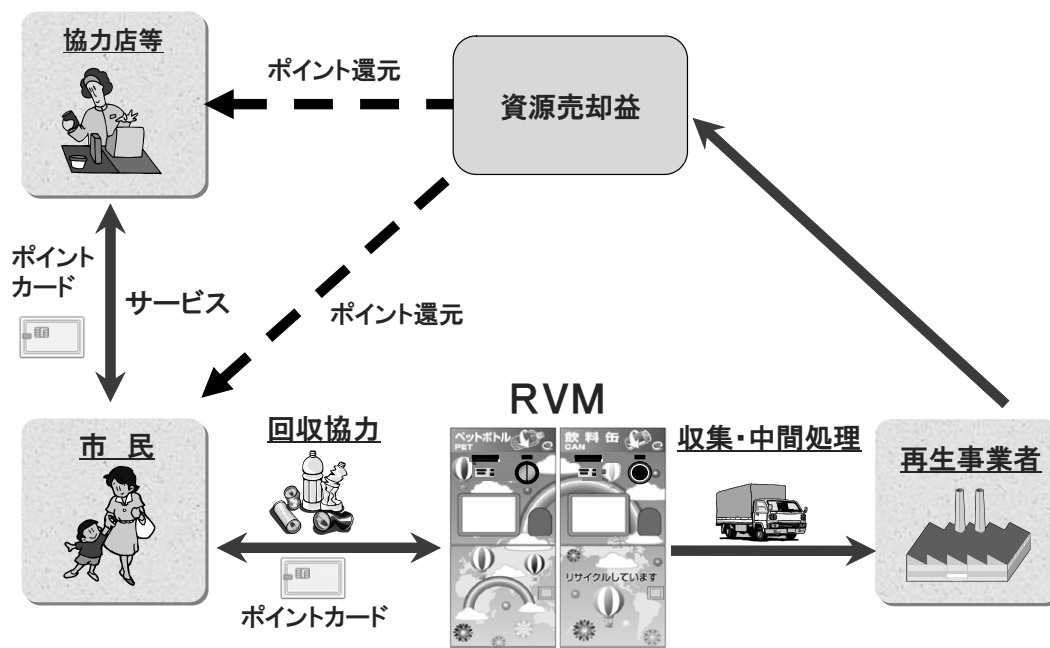 協力店等
ポイント還元
資源売却益
ポイント
カード
サービス
ポイント還元
RVM
市 民
回収協力
ペットボトル
PET
飲料缶
CAN
収集・中間処理
再生事業者
リサイクルしています
ポイントカード